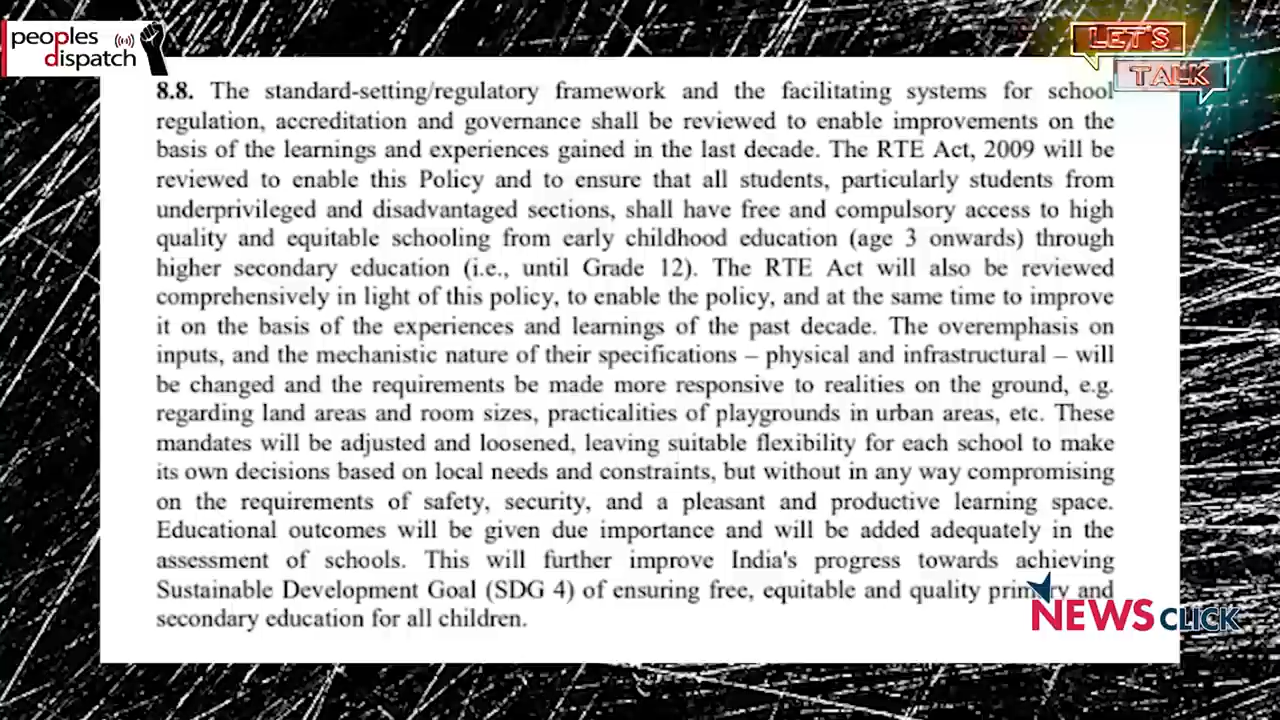 peoples
dispatch
LET'S
TALK
8.8. The standard-setting/regulatory framework and the facilitating systems for school
regulation, accreditation and governance shall be reviewed to enable improvements on the
basis of the learnings and experiences gained in the last decade. The RTE Act, 2009 will be
reviewed to enable this Policy and to ensure that all students, particularly students from
underprivileged and disadvantaged sections, shall have free and compulsory access to high
quality and equitable schooling from early childhood education (age 3 onwards) through
higher secondary education (i.e., until Grade 12). The RTE Act will also be reviewed
comprehensively in light of this policy, to enable the policy, and at the same time to improve
it on the basis of the experiences and learnings of the past decade. The overemphasis on
inputs, and the mechanistic nature of their specifications – physical and infrastructural – will
be changed and the requirements be made more responsive to realities on the ground, e.g.
regarding land areas and room sizes, practicalities of playgrounds in urban areas, etc. These
mandates will be adjusted and loosened, leaving suitable flexibility for each school to make
its own decisions based on local needs and constraints, but without in any way compromising
on the requirements of safety, security, and a pleasant and productive learning space.
Educational outcomes will be given due importance and will be added adequately in the
assessment of schools. This will further improve India's progress towards achieving
Sustainable Development Goal (SDG 4) of ensuring free, equitable and quality primary and
secondary education for all children.
NEWSCLICK